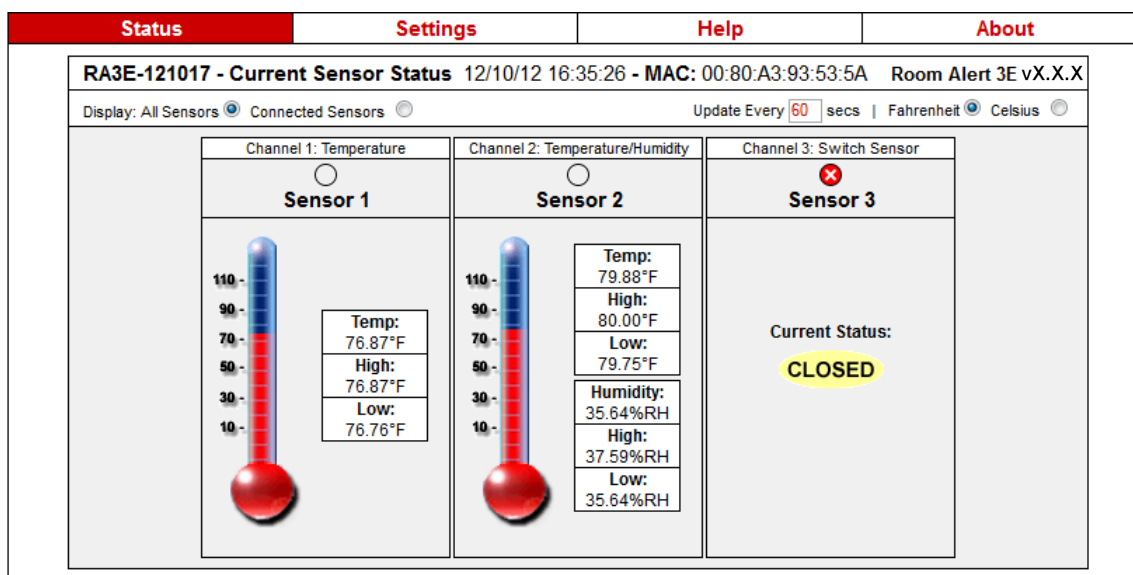 Status Settings Help About
RA3E-121017 - Current Sensor Status 12/10/12 16:35:26 - MAC: 00:80:A3:93:53:5A Room Alert 3E vX.X.X
Display: All Sensors Connected Sensors Update Every 60 secs | Fahrenheit Celsius
Channel 1: Temperature
Sensor 1
110 -
90 -
70 -
50 -
30 -
10 -
Temp:
76.87°F
High:
76.87°F
Low:
76.76°F
Channel 2: Temperature/Humidity
Sensor 2
110 -
90 -
70 -
50 -
30 -
10 -
Temp:
79.88°F
High:
80.00°F
Low:
79.75°F
Humidity:
35.64%RH
High:
37.59%RH
Low:
35.64%RH
Channel 3: Switch Sensor
Sensor 3
Current Status:
CLOSED